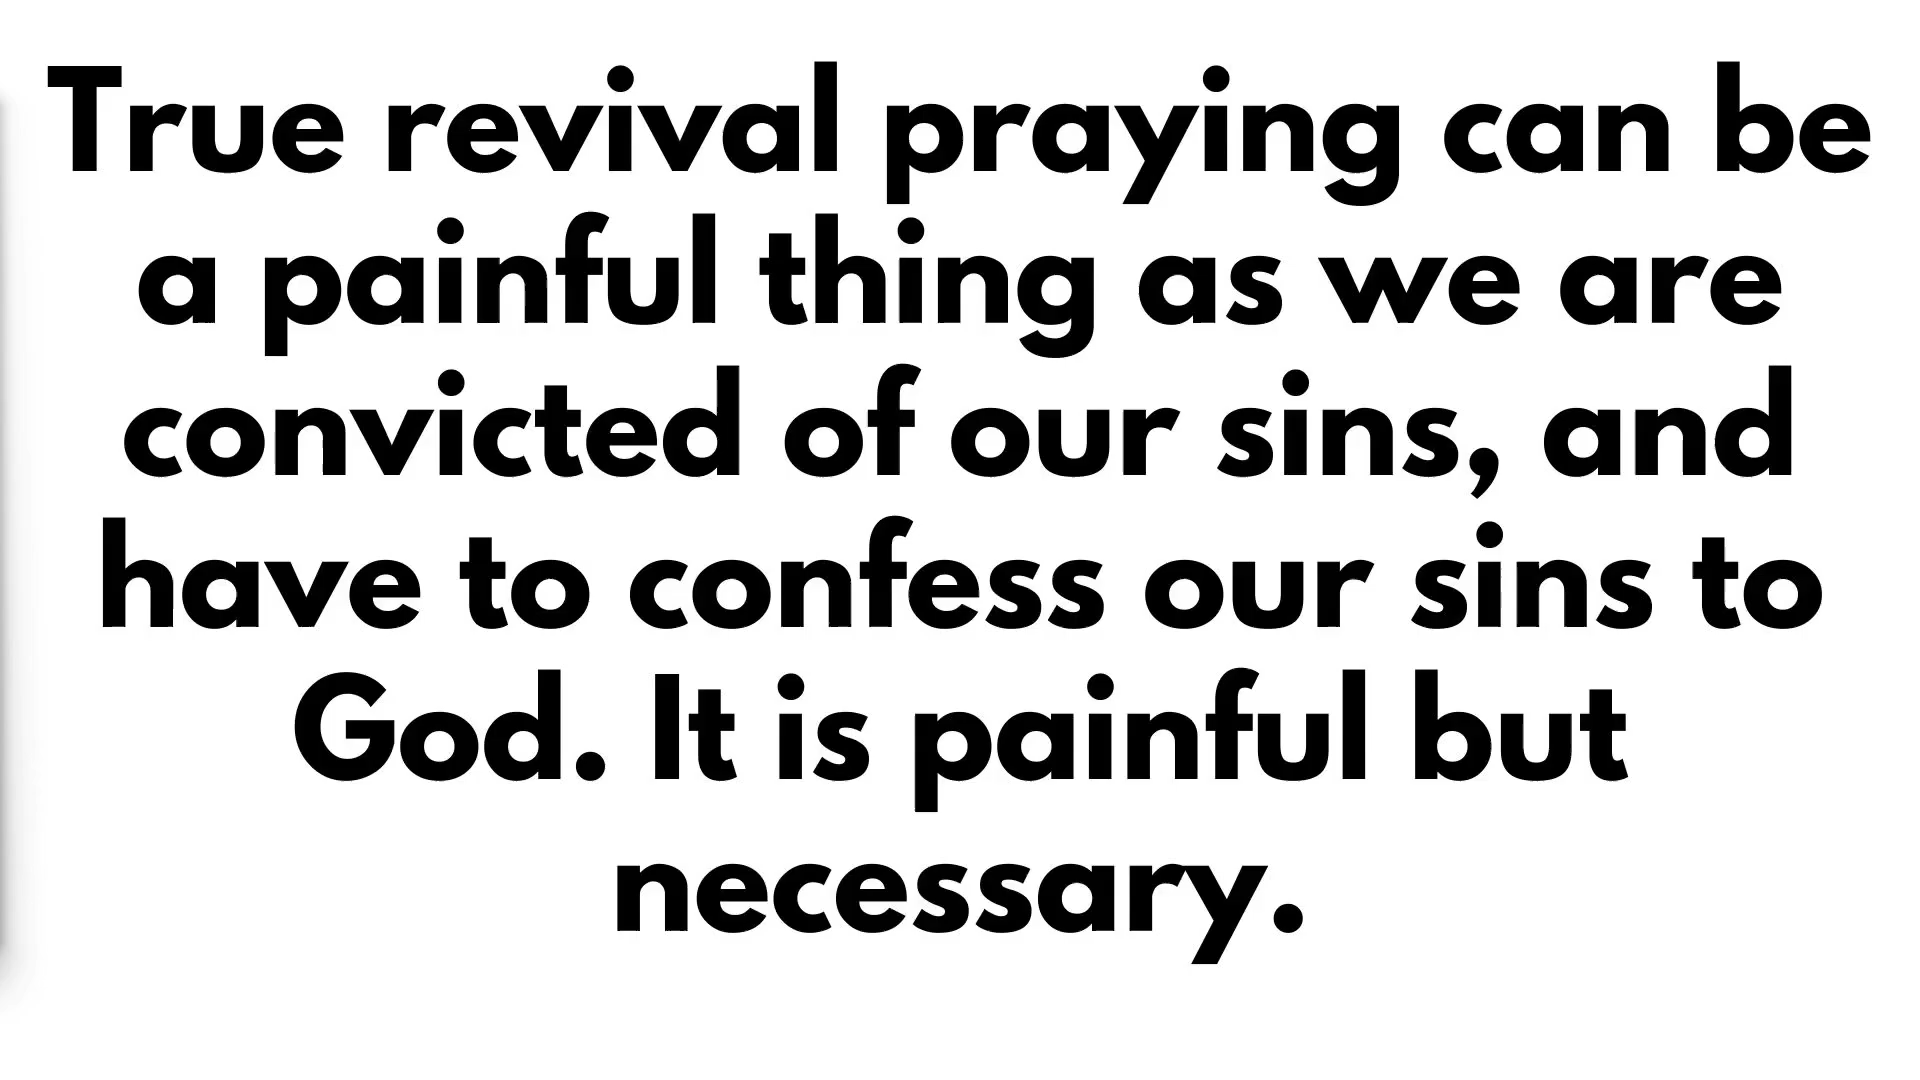 True revival praying can be
a painful thing as we are
convicted of our sins, and
have to confess our sins to
God. It is painful but
necessary.